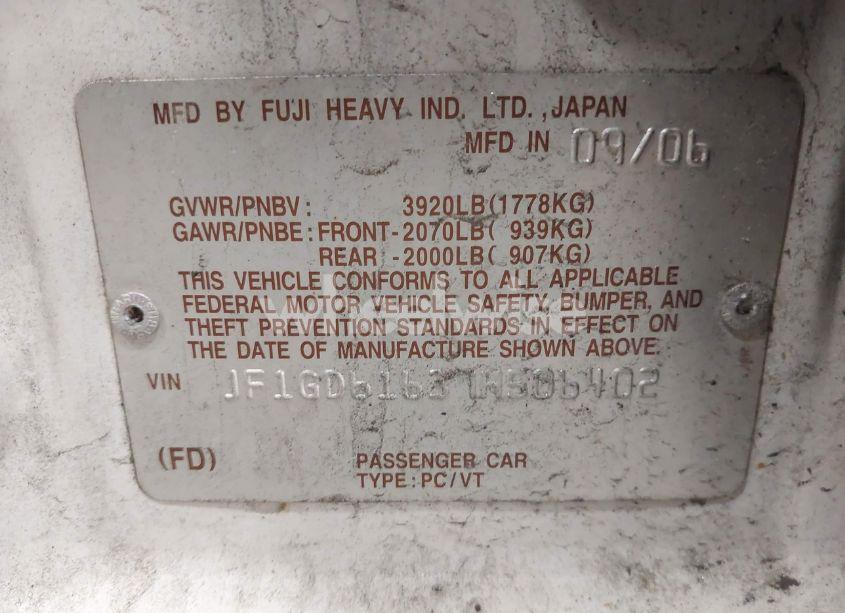 MFD BY FUJI HEAVY IND. LTD. ,JAPAN
MFD IN 09/06
GVWR/PNBV : 3920LB(1778KG)
GAWR/PNBE : FRONT-2070LB( 939KG)
REAR -2000LB( 907KG)
THIS VEHICLE CONFORMS TO ALL APPLICABLE
FEDERAL MOTOR VEHICLE SAFETY, BUMPER, AND
THEFT PREVENTION STANDARDS IN EFFECT ON
THE DATE OF MANUFACTURE SHOWN ABOVE.
VIN JF1GD61637H506402
(FD) PASSENGER CAR
TYPE : PC/VT